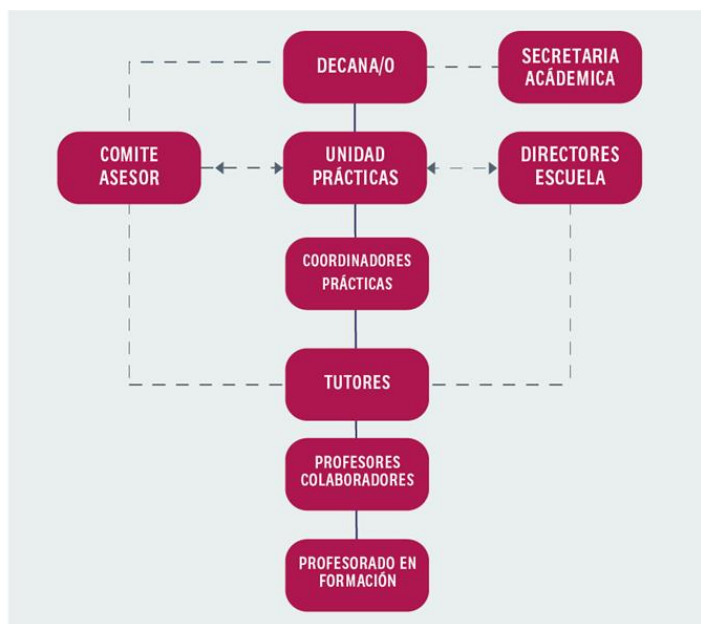 DECANA/O
SECRETARIA
ACÁDEMICA
COMITE
ASESOR
UNIDAD
PRÁCTICAS
DIRECTORES
ESCUELA
COORDINADORES
PRÁCTICAS
TUTORES
PROFESORES
COLABORADORES
PROFESORADO EN
FORMACIÓN